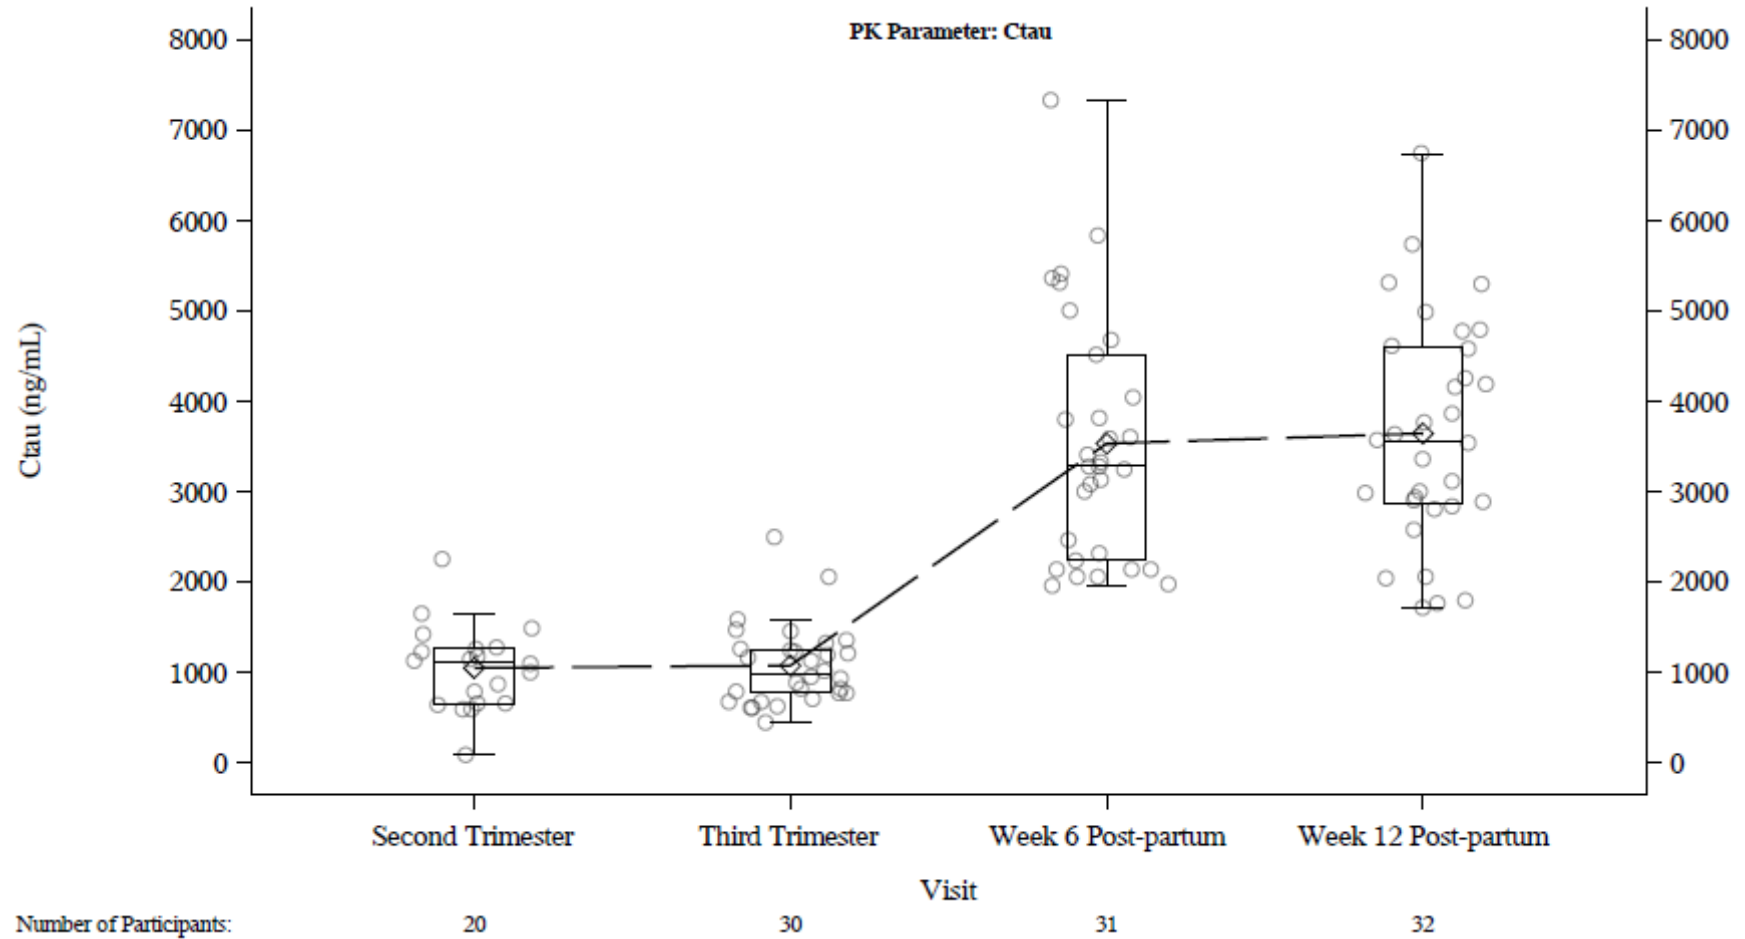 PK Parameter: Ctau
8000 8000
7000 7000
6000 6000
5000 5000
4000 4000
3000 3000
2000 2000
1000 1000
0 0
Ctau (ng/mL)
Second Trimester Third Trimester Week 6 Post-partum Week 12 Post-partum
Visit
Number of Participants: 20 30 31 32